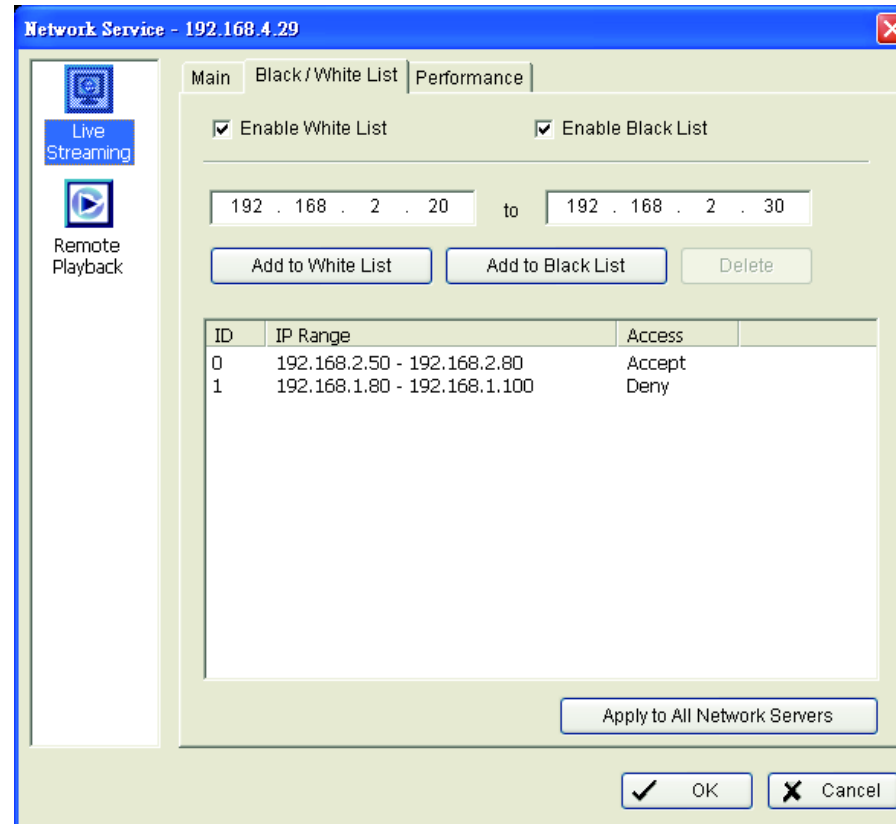 Network Service - 192.168.4.29
Live
Streaming
Remote
Playback
Main
Black / White List
Performance
Enable White List
Enable Black List
192 . 168 . 2 . 20 to 192 . 168 . 2 . 30
Add to White List
Add to Black List
Delete
ID IP Range Access
0 192.168.2.50 - 192.168.2.80 Accept
1 192.168.1.80 - 192.168.1.100 Deny
Apply to All Network Servers
OK
Cancel